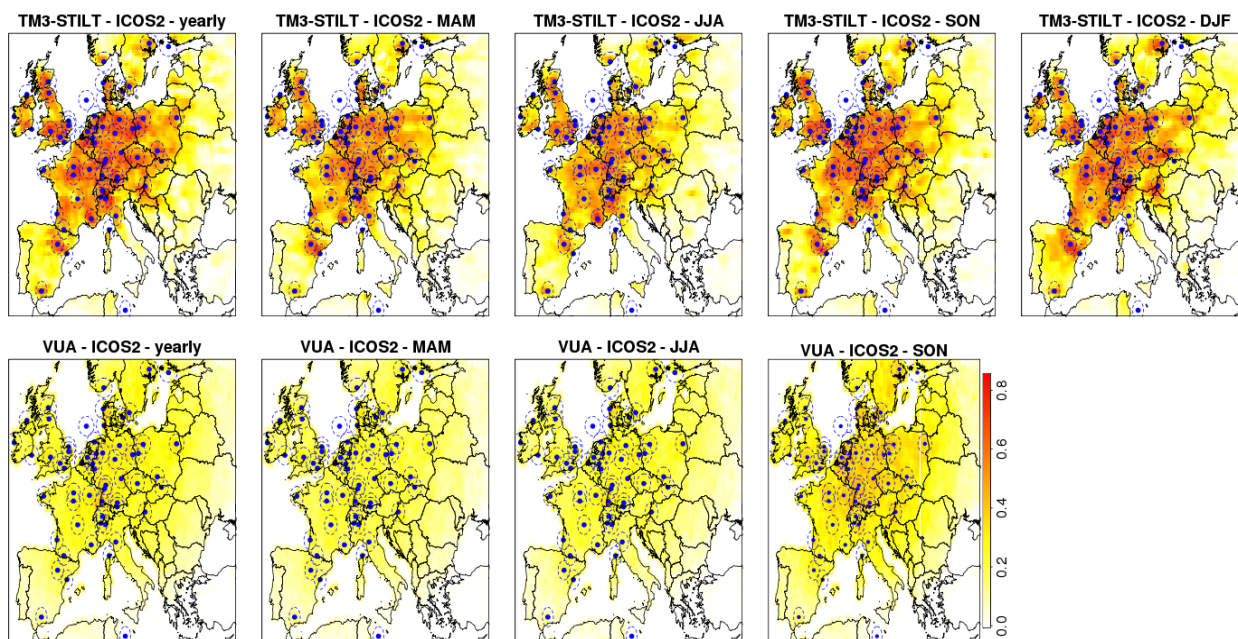 TM3-STILT - ICOS2 - yearly
TM3-STILT - ICOS2 - MAM
TM3-STILT - ICOS2 - JJA
TM3-STILT - ICOS2 - SON
TM3-STILT - ICOS2 - DJF
VUA - ICOS2 - yearly
VUA - ICOS2 - MAM
VUA - ICOS2 - JJA
VUA - ICOS2 - SON
0.8
0.6
0.4
0.2
0.0